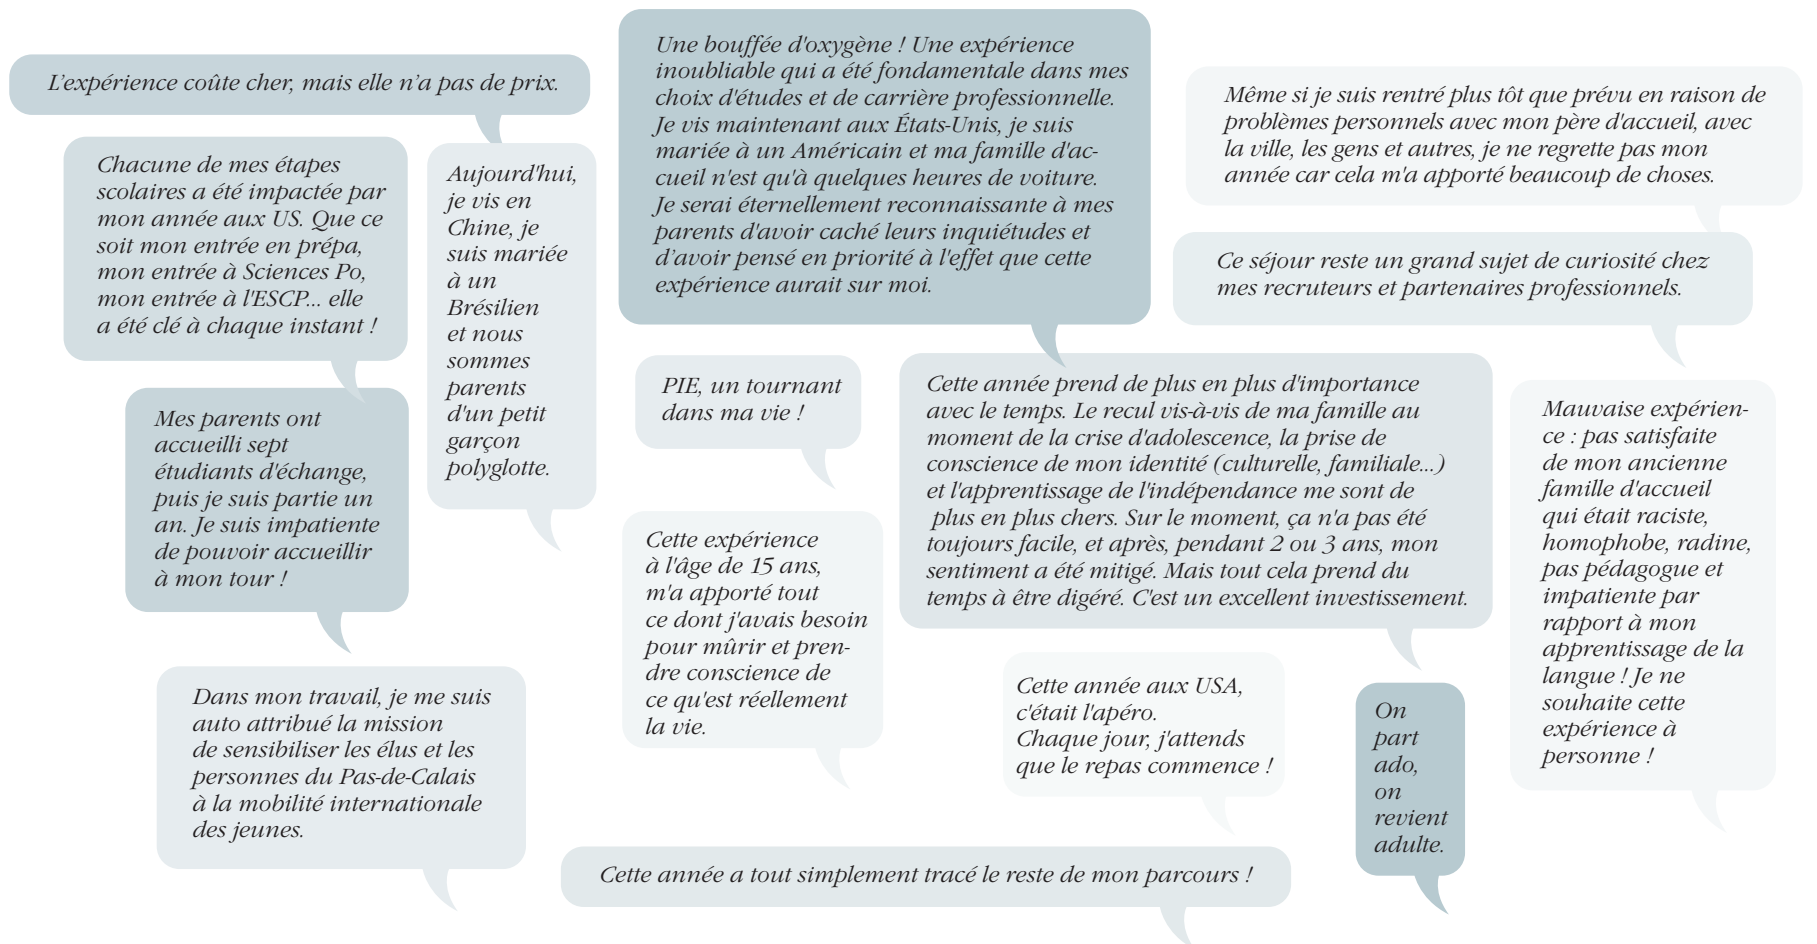 L'expérience coûte cher, mais elle n'a pas de prix.
Chacune de mes étapes
scolaires a été impactée par
mon année aux US. Que ce
soit mon entrée en prépa,
mon entrée à Sciences Po,
mon entrée à l'ESCP... elle
a été clé à chaque instant !
Aujourd'hui,
je vis en
Chine, je
suis mariée
à un
Brésilien
et nous
sommes
parents
d'un petit
garçon
polyglotte.
Mes parents ont
accueilli sept
étudiants d'échange,
puis je suis partie un
an. Je suis impatiente
de pouvoir accueillir
à mon tour !
Dans mon travail, je me suis
auto attribué la mission
de sensibiliser les élus et les
personnes du Pas-de-Calais
à la mobilité internationale
des jeunes.
Une bouffée d'oxygène ! Une expérience
inoubliable qui a été fondamentale dans mes
choix d'études et de carrière professionnelle.
Je vis maintenant aux États-Unis, je suis
mariée à un Américain et ma famille d'ac-
cueil n'est qu'à quelques heures de voiture.
Je serai éternellement reconnaissante à mes
parents d'avoir caché leurs inquiétudes et
d'avoir pensé en priorité à l'effet que cette
expérience aurait sur moi.
PIE, un tournant
dans ma vie !
Cette expérience
à l'âge de 15 ans,
m'a apporté tout
ce dont j'avais besoin
pour mûrir et pren-
dre conscience de
ce qu'est réellement
la vie.
Cette année prend de plus en plus d'importance
avec le temps. Le recul vis-à-vis de ma famille au
moment de la crise d'adolescence, la prise de
conscience de mon identité (culturelle, familiale...)
et l'apprentissage de l'indépendance me sont de
plus en plus chers. Sur le moment, ça n'a pas été
toujours facile, et après, pendant 2 ou 3 ans, mon
sentiment a été mitigé. Mais tout cela prend du
temps à être digéré. C'est un excellent investissement.
Cette année aux USA,
c'était l'apéro.
Chaque jour, j'attends
que le repas commence !
Même si je suis rentré plus tôt que prévu en raison de
problèmes personnels avec mon père d'accueil, avec
la ville, les gens et autres, je ne regrette pas mon
année car cela m'a apporté beaucoup de choses.
Ce séjour reste un grand sujet de curiosité chez
mes recruteurs et partenaires professionnels.
Mauvaise expérien-
ce : pas satisfaite
de mon ancienne
famille d'accueil
qui était raciste,
homophobe, radine,
pas pédagogue et
impatiente par
rapport à mon
apprentissage de la
langue ! Je ne
souhaite cette
expérience à
personne !
On
part
ado,
on
revient
adulte.
Cette année a tout simplement tracé le reste de mon parcours !